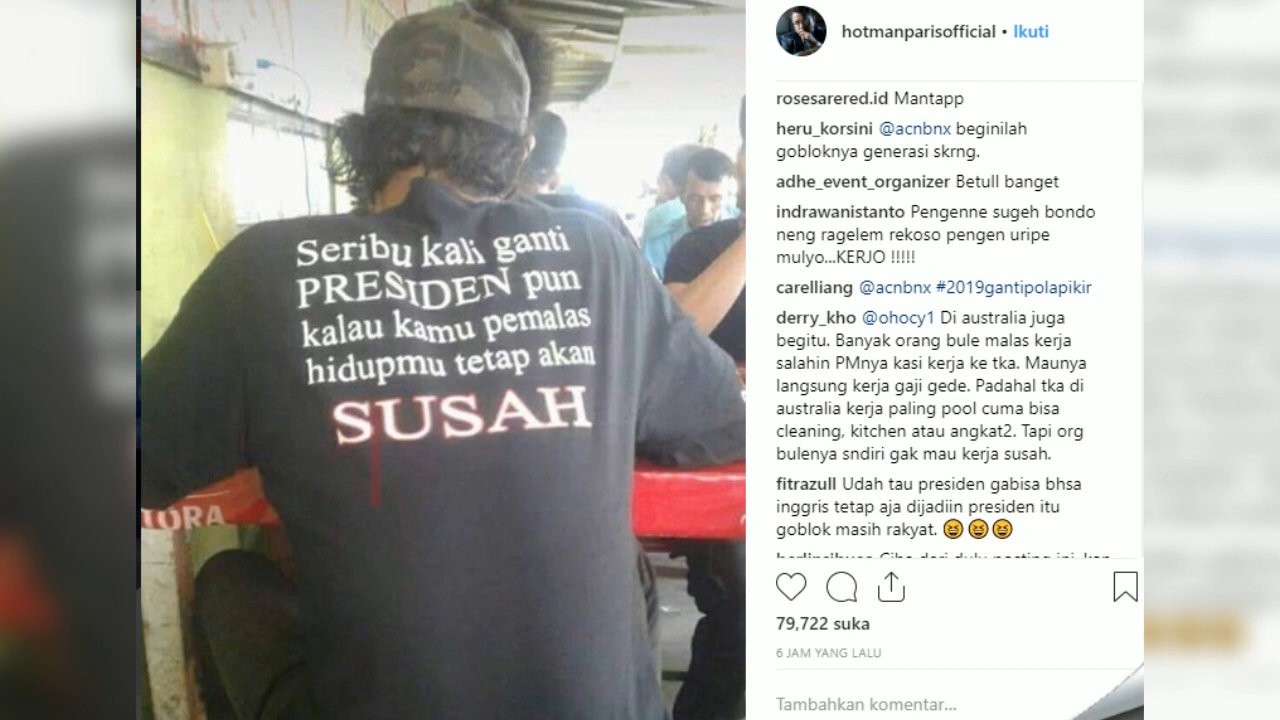 Seribu kali ganti
PRESIDEN pun
kalau kamu pemalas
hidupmu tetap akan
SUSAH
TORA
hotmanparisofficial • Ikuti
rosesarered.id Mantapp
heru_korsini @acnbnx beginilah
gobloknya generasi skrng.
adhe_event_organizer Betull banget
indrawanistanto Pengenne sugeh bondo
neng ragelem rekoso pengen uripe
mulyo...KERJO !!!!!
carelliang @acnbnx #2019gantipolapikir
derry_kho @ohocy1 Di australia juga
begitu. Banyak orang bule malas kerja
salahin PMnya kasi kerja ke tka. Maunya
langsung kerja gaji gede. Padahal tka di
australia kerja paling pool cuma bisa
cleaning, kitchen atau angkat2. Tapi org
bulenya sndiri gak mau kerja susah.
fitrazull Udah tau presiden gabisa bhsa
inggris tetap aja dijadiin presiden itu
goblok masih rakyat. 😆😆😆
79,722 suka
6 JAM YANG LALU
Tambahkan komentar...